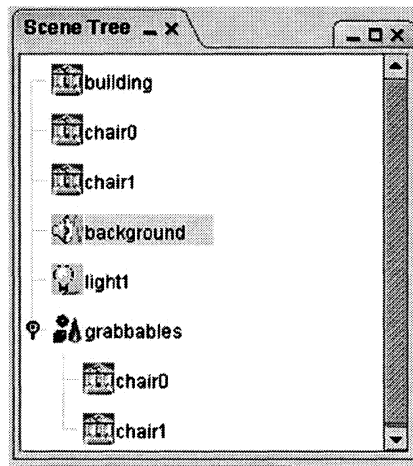 Scene Tree
building
chair0
chair1
background
light1
grabbables
chair0
chair1